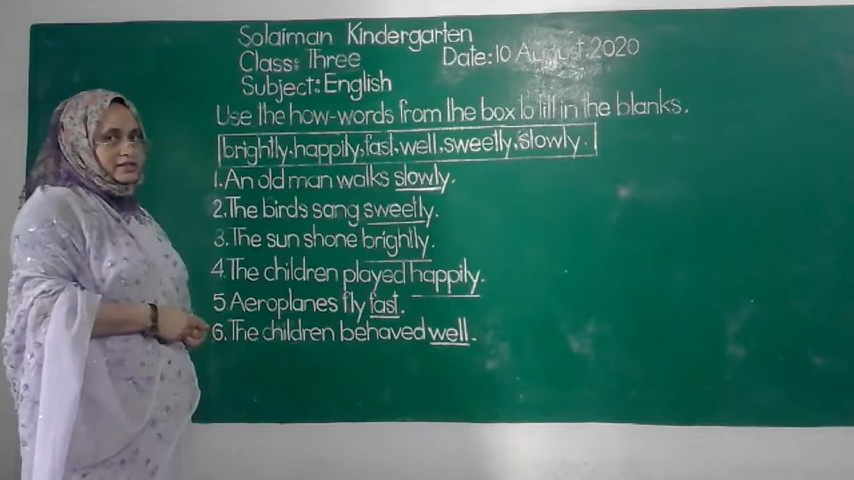 Solaiman Kindergarten
Class: Three Date: 10 August. 2020
Subject: English
Use the how-words from the box to fill in the blanks.
brightly, happily, fast, well, sweetly, slowly.
1. An old man walks slowly.
2. The birds sang sweetly.
3. The sun shone brightly.
4. The children played happily.
5 Aeroplanes fly fast.
6. The children behaved well.